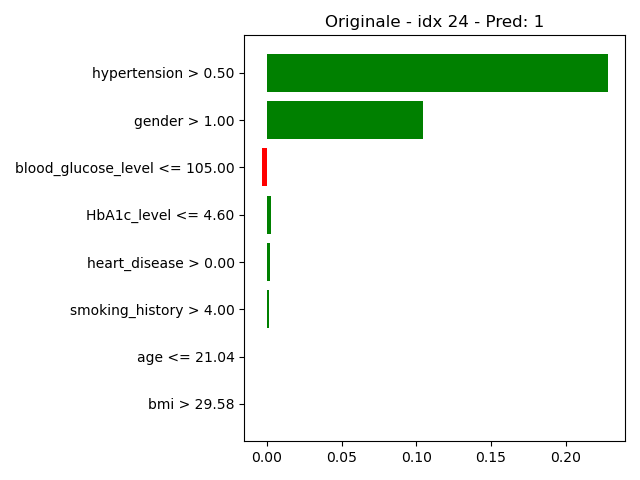 Originale - idx 24 - Pred: 1
hypertension > 0.50
gender > 1.00
blood_glucose_level <= 105.00
HbA1c_level <= 4.60
heart_disease > 0.00
smoking_history > 4.00
age <= 21.04
bmi > 29.58
0.00 0.05 0.10 0.15 0.20